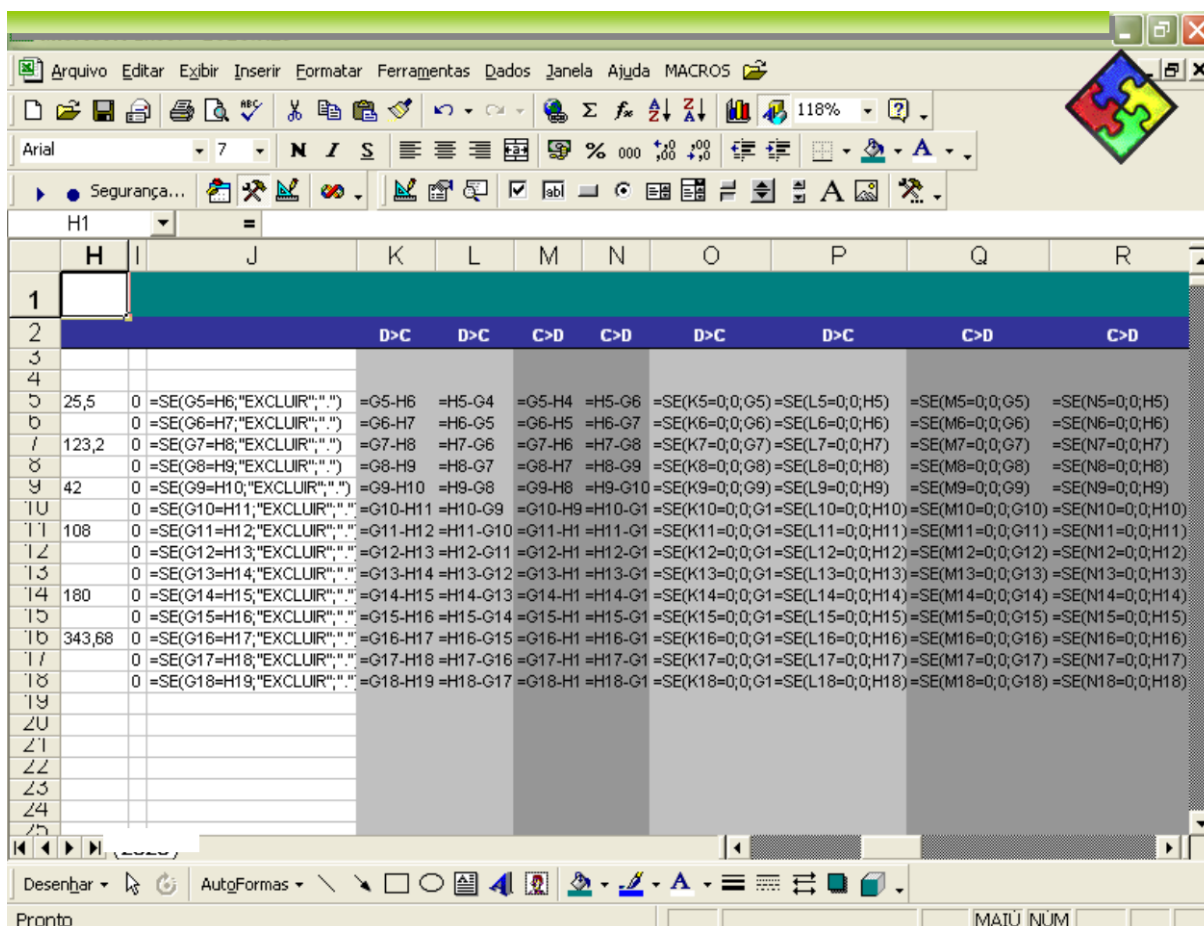 Arquivo Editar Exibir Inserir Formatar Ferramentas Dados Janela Ajuda MACROS
118%
Arial 7 N I S % 000
Segurança...
H1 =
H I J K L M N O P Q R
1
2 D>C D>C C>D C>D D>C D>C C>D C>D
3
4
5 25,5 0 =SE(G5=H6;"EXCLUIR";".") =G5-H6 =H5-G4 =G5-H4 =H5-G6 =SE(K5=0;0;G5) =SE(L5=0;0;H5) =SE(M5=0;0;G5) =SE(N5=0;0;H5)
6 0 =SE(G6=H7;"EXCLUIR";".") =G6-H7 =H6-G5 =G6-H5 =H6-G7 =SE(K6=0;0;G6) =SE(L6=0;0;H6) =SE(M6=0;0;G6) =SE(N6=0;0;H6)
7 123,2 0 =SE(G7=H8;"EXCLUIR";".") =G7-H8 =H7-G6 =G7-H6 =H7-G8 =SE(K7=0;0;G7) =SE(L7=0;0;H7) =SE(M7=0;0;G7) =SE(N7=0;0;H7)
8 0 =SE(G8=H9;"EXCLUIR";".") =G8-H9 =H8-G7 =G8-H7 =H8-G9 =SE(K8=0;0;G8) =SE(L8=0;0;H8) =SE(M8=0;0;G8) =SE(N8=0;0;H8)
9 42 0 =SE(G9=H10;"EXCLUIR";".") =G9-H10 =H9-G8 =G9-H8 =H9-G10 =SE(K9=0;0;G9) =SE(L9=0;0;H9) =SE(M9=0;0;G9) =SE(N9=0;0;H9)
10 0 =SE(G10=H11;"EXCLUIR";"." =G10-H11 =H10-G9 =G10-H9 =H10-G1 =SE(K10=0;0;G1 =SE(L10=0;0;H10) =SE(M10=0;0;G10) =SE(N10=0;0;H10)
11 108 0 =SE(G11=H12;"EXCLUIR";"." =G11-H12 =H11-G10 =G11-H1 =H11-G1 =SE(K11=0;0;G1 =SE(L11=0;0;H11) =SE(M11=0;0;G11) =SE(N11=0;0;H11)
12 0 =SE(G12=H13;"EXCLUIR";"." =G12-H13 =H12-G11 =G12-H1 =H12-G1 =SE(K12=0;0;G1 =SE(L12=0;0;H12) =SE(M12=0;0;G12) =SE(N12=0;0;H12)
13 0 =SE(G13=H14;"EXCLUIR";"." =G13-H14 =H13-G12 =G13-H1 =H13-G1 =SE(K13=0;0;G1 =SE(L13=0;0;H13) =SE(M13=0;0;G13) =SE(N13=0;0;H13)
14 180 0 =SE(G14=H15;"EXCLUIR";"." =G14-H15 =H14-G13 =G14-H1 =H14-G1 =SE(K14=0;0;G1 =SE(L14=0;0;H14) =SE(M14=0;0;G14) =SE(N14=0;0;H14)
15 0 =SE(G15=H16;"EXCLUIR";"." =G15-H16 =H15-G14 =G15-H1 =H15-G1 =SE(K15=0;0;G1 =SE(L15=0;0;H15) =SE(M15=0;0;G15) =SE(N15=0;0;H15)
16 343,68 0 =SE(G16=H17;"EXCLUIR";"." =G16-H17 =H16-G15 =G16-H1 =H16-G1 =SE(K16=0;0;G1 =SE(L16=0;0;H16) =SE(M16=0;0;G16) =SE(N16=0;0;H16)
17 0 =SE(G17=H18;"EXCLUIR";"." =G17-H18 =H17-G16 =G17-H1 =H17-G1 =SE(K17=0;0;G1 =SE(L17=0;0;H17) =SE(M17=0;0;G17) =SE(N17=0;0;H17)
18 0 =SE(G18=H19;"EXCLUIR";"." =G18-H19 =H18-G17 =G18-H1 =H18-G1 =SE(K18=0;0;G1 =SE(L18=0;0;H18) =SE(M18=0;0;G18) =SE(N18=0;0;H18)
19
20
21
22
23
24
25
Desenhar AutoFormas
Pronto MAIÚ NÚM